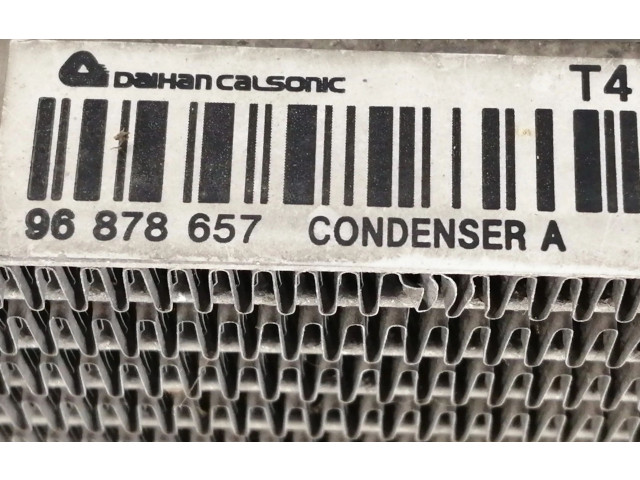 DAIHAN CALSONIC T4
96 878 657 CONDENSER A